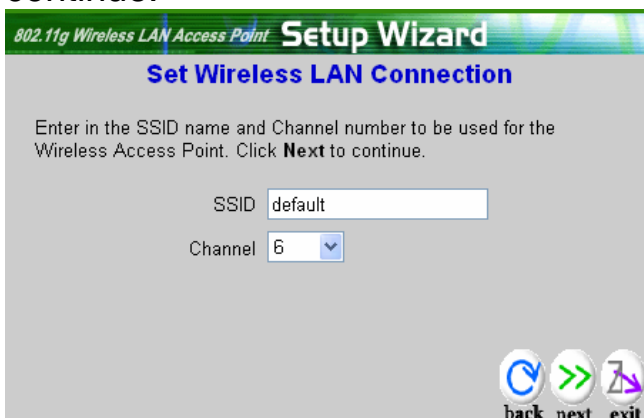 continue.
802.11g Wireless LAN Access Point Setup Wizard
Set Wireless LAN Connection
Enter in the SSID name and Channel number to be used for the
Wireless Access Point. Click Next to continue.
SSID default
Channel 6
back next exit